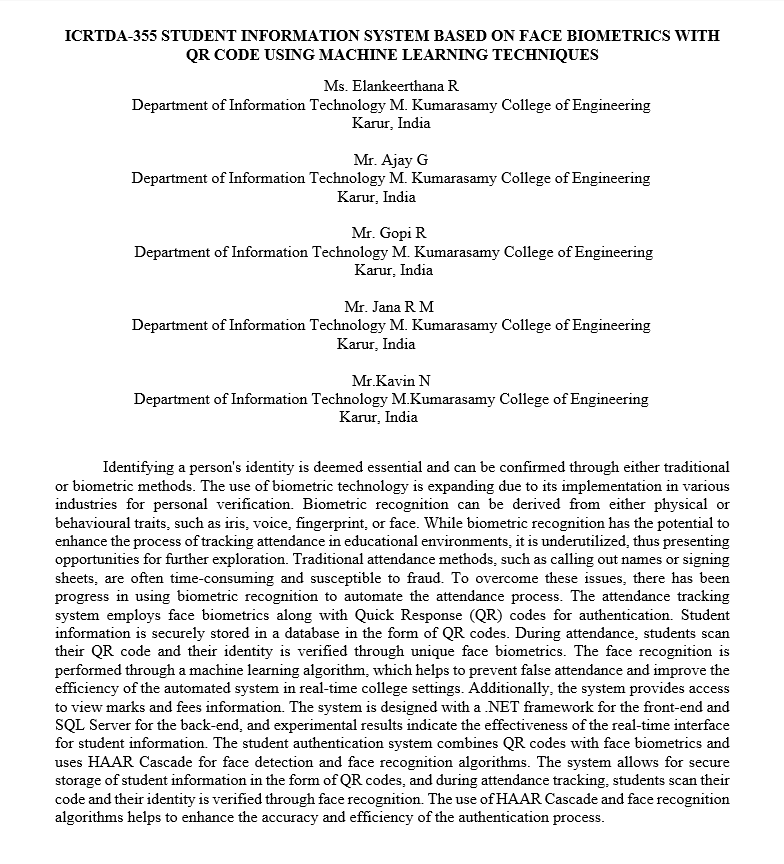 ICRTDA-355 STUDENT INFORMATION SYSTEM BASED ON FACE BIOMETRICS WITH
QR CODE USING MACHINE LEARNING TECHNIQUES
Ms. Elankeerthana R
Department of Information Technology M. Kumarasamy College of Engineering
Karur, India
Mr. Ajay G
Department of Information Technology M. Kumarasamy College of Engineering
Karur, India
Mr. Gopi R
Department of Information Technology M. Kumarasamy College of Engineering
Karur, India
Mr. Jana R M
Department of Information Technology M. Kumarasamy College of Engineering
Karur, India
Mr.Kavin N
Department of Information Technology M.Kumarasamy College of Engineering
Karur, India
Identifying a person's identity is deemed essential and can be confirmed through either traditional
or biometric methods. The use of biometric technology is expanding due to its implementation in various
industries for personal verification. Biometric recognition can be derived from either physical or
behavioural traits, such as iris, voice, fingerprint, or face. While biometric recognition has the potential to
enhance the process of tracking attendance in educational environments, it is underutilized, thus presenting
opportunities for further exploration. Traditional attendance methods, such as calling out names or signing
sheets, are often time-consuming and susceptible to fraud. To overcome these issues, there has been
progress in using biometric recognition to automate the attendance process. The attendance tracking
system employs face biometrics along with Quick Response (QR) codes for authentication. Student
information is securely stored in a database in the form of QR codes. During attendance, students scan
their QR code and their identity is verified through unique face biometrics. The face recognition is
performed through a machine learning algorithm, which helps to prevent false attendance and improve the
efficiency of the automated system in real-time college settings. Additionally, the system provides access
to view marks and fees information. The system is designed with a .NET framework for the front-end and
SQL Server for the back-end, and experimental results indicate the effectiveness of the real-time interface
for student information. The student authentication system combines QR codes with face biometrics and
uses HAAR Cascade for face detection and face recognition algorithms. The system allows for secure
storage of student information in the form of QR codes, and during attendance tracking, students scan their
code and their identity is verified through face recognition. The use of HAAR Cascade and face recognition
algorithms helps to enhance the accuracy and efficiency of the authentication process.